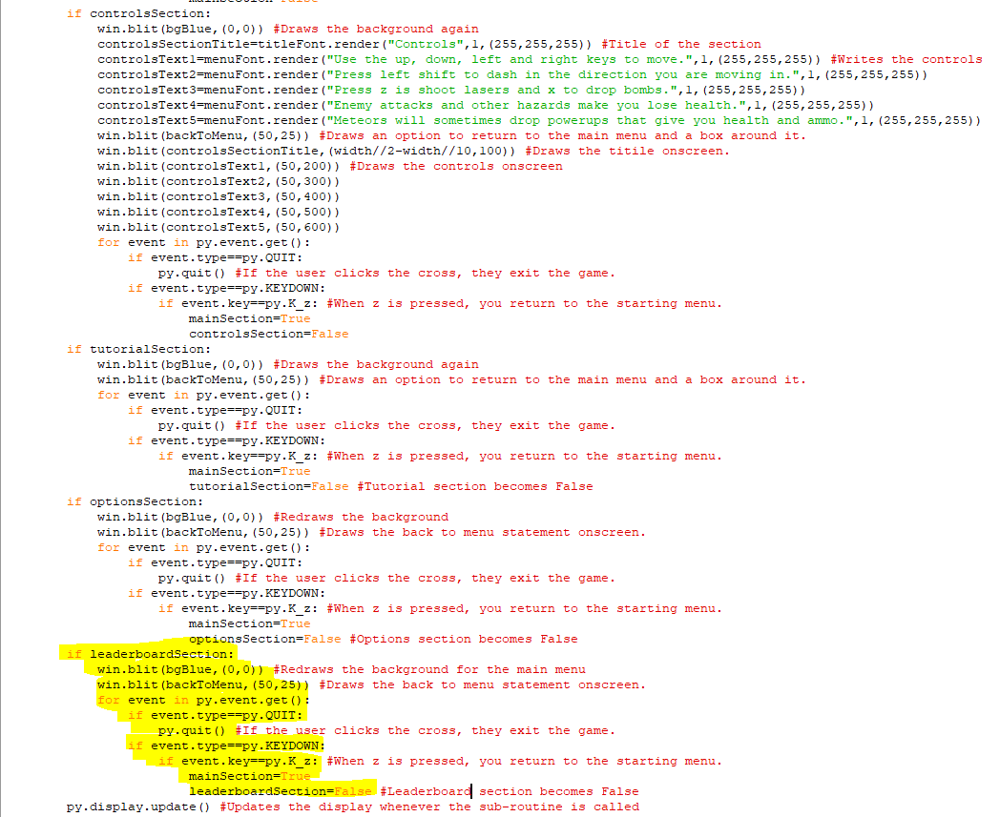 mainSection=False
if controlsSection:
win.blit(bgBlue,(0,0)) #Draws the background again
controlsSectionTitle=titleFont.render("Controls",1,(255,255,255)) #Title of the section
controlsText1=menuFont.render("Use the up, down, left and right keys to move.",1,(255,255,255)) #Writes the controls
controlsText2=menuFont.render("Press left shift to dash in the direction you are moving in.",1,(255,255,255))
controlsText3=menuFont.render("Press z is shoot lasers and x to drop bombs.",1,(255,255,255))
controlsText4=menuFont.render("Enemy attacks and other hazards make you lose health.",1,(255,255,255))
controlsText5=menuFont.render("Meteors will sometimes drop powerups that give you health and ammo.",1,(255,255,255))
win.blit(backToMenu,(50,25)) #Draws an option to return to the main menu and a box around it.
win.blit(controlsSectionTitle,(width//2-width//10,100)) #Draws the titile onscreen.
win.blit(controlsText1,(50,200)) #Draws the controls onscreen
win.blit(controlsText2,(50,300))
win.blit(controlsText3,(50,400))
win.blit(controlsText4,(50,500))
win.blit(controlsText5,(50,600))
for event in py.event.get():
if event.type==py.QUIT:
py.quit() #If the user clicks the cross, they exit the game.
if event.type==py.KEYDOWN:
if event.key==py.K_z: #When z is pressed, you return to the starting menu.
mainSection=True
controlsSection=False
if tutorialSection:
win.blit(bgBlue,(0,0)) #Draws the background again
win.blit(backToMenu,(50,25)) #Draws an option to return to the main menu and a box around it.
for event in py.event.get():
if event.type==py.QUIT:
py.quit() #If the user clicks the cross, they exit the game.
if event.type==py.KEYDOWN:
if event.key==py.K_z: #When z is pressed, you return to the starting menu.
mainSection=True
tutorialSection=False #Tutorial section becomes False
if optionsSection:
win.blit(bgBlue,(0,0)) #Redraws the background
win.blit(backToMenu,(50,25)) #Draws the back to menu statement onscreen.
for event in py.event.get():
if event.type==py.QUIT:
py.quit() #If the user clicks the cross, they exit the game.
if event.type==py.KEYDOWN:
if event.key==py.K_z: #When z is pressed, you return to the starting menu.
mainSection=True
optionsSection=False #Options section becomes False
if leaderboardSection:
win.blit(bgBlue,(0,0)) #Redraws the background for the main menu
win.blit(backToMenu,(50,25)) #Draws the back to menu statement onscreen.
for event in py.event.get():
if event.type==py.QUIT:
py.quit() #If the user clicks the cross, they exit the game.
if event.type==py.KEYDOWN:
if event.key==py.K_z: #When z is pressed, you return to the starting menu.
mainSection=True
leaderboardSection=False #Leaderboard section becomes False
py.display.update() #Updates the display whenever the sub-routine is called